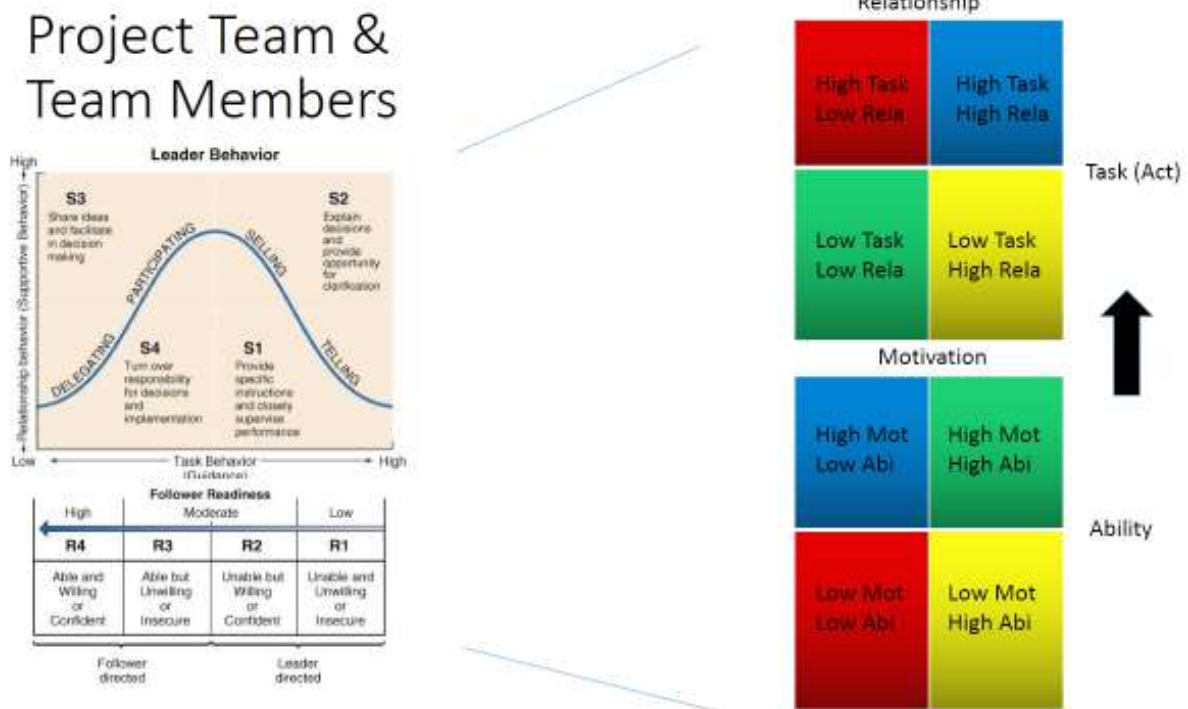 Project Team &
Team Members
Leader Behavior
High
Relationship behavior (Supportive Behavior)
S3
Share ideas
and facilitate
in decision
making
S2
Explain
decisions
and
provide
opportunity
for
clarification
PARTICIPATING
SELLING
DELEGATING
TELLING
S4
Turn over
responsibility
for decisions
and
implementation
S1
Provide
specific
instructions
and closely
supervise
performance
Low
Task Behavior
High
(Guidance)
Follower Readiness
High
Moderate
Low
R4
R3
R2
R1
Able and
Willing
or
Confident
Able but
Unwilling
or
Insecure
Unable but
Willing
or
Confident
Unable and
Unwilling
or
Insecure
Follower
directed
Leader
directed
Relationship
High Task
Low Rela
High Task
High Rela
Task (Act)
Low Task
Low Rela
Low Task
High Rela
Motivation
High Mot
Low Abi
High Mot
High Abi
Ability
Low Mot
Low Abi
Low Mot
High Abi